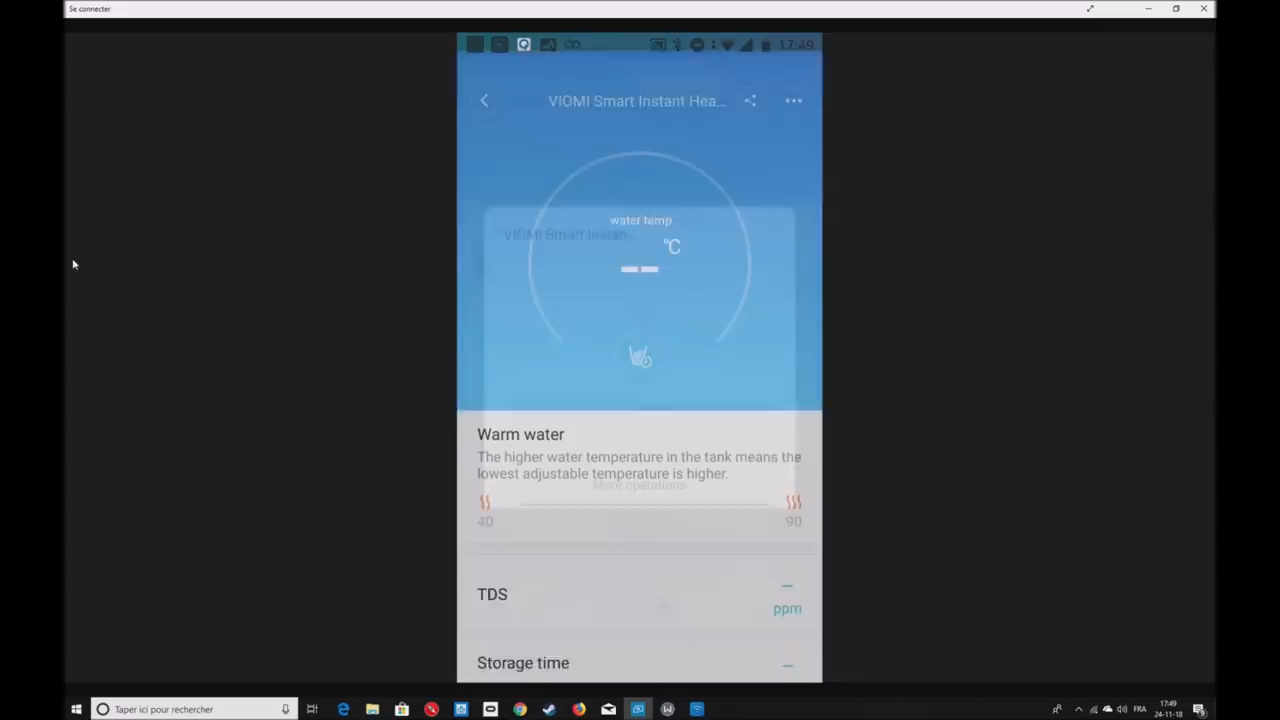 Se connecter
17:49
VIOMI Smart Instant Hea...
water temp.
VIOMI Smart Instan...
°C
Warm water
The higher water temperature in the tank means the
lowest adjustable temperature is higher.
More operations
40 90
TDS
ppm
Storage time
Taper ici pour rechercher
FRA
17:49
24-11-18